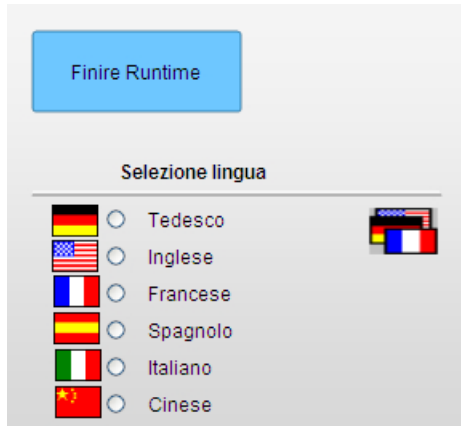 Finire Runtime
Selezione lingua
Tedesco
Inglese
Francese
Spagnolo
Italiano
Cinese